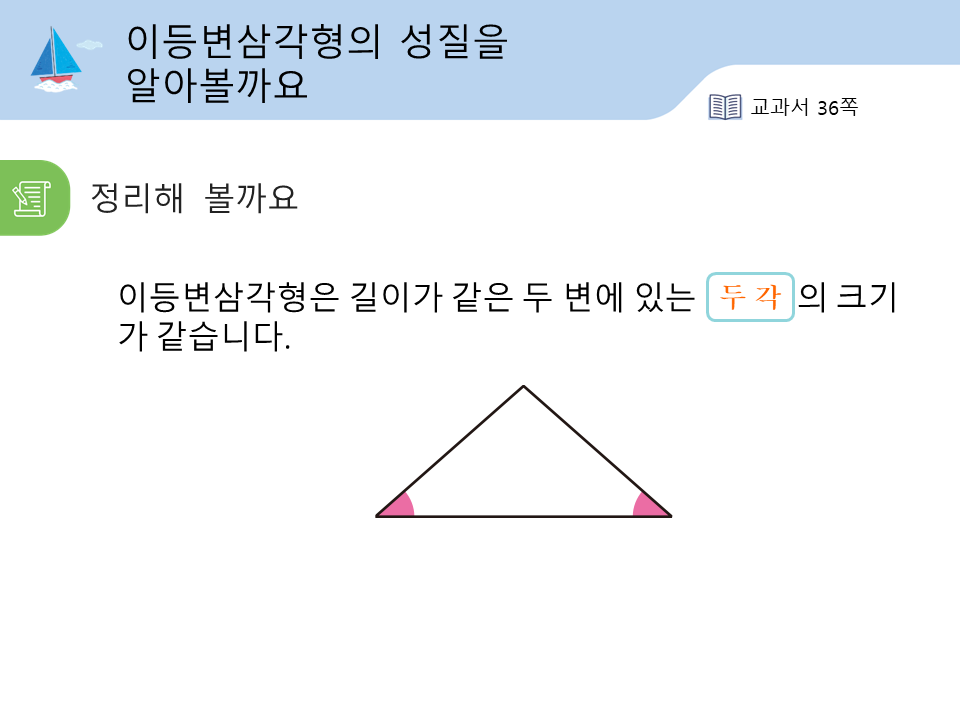 이등변삼각형의 성질을
알아볼까요
교과서 36쪽
정리해 볼까요
이등변삼각형은 길이가 같은 두 변에 있는 두 각 의 크기
가 같습니다.